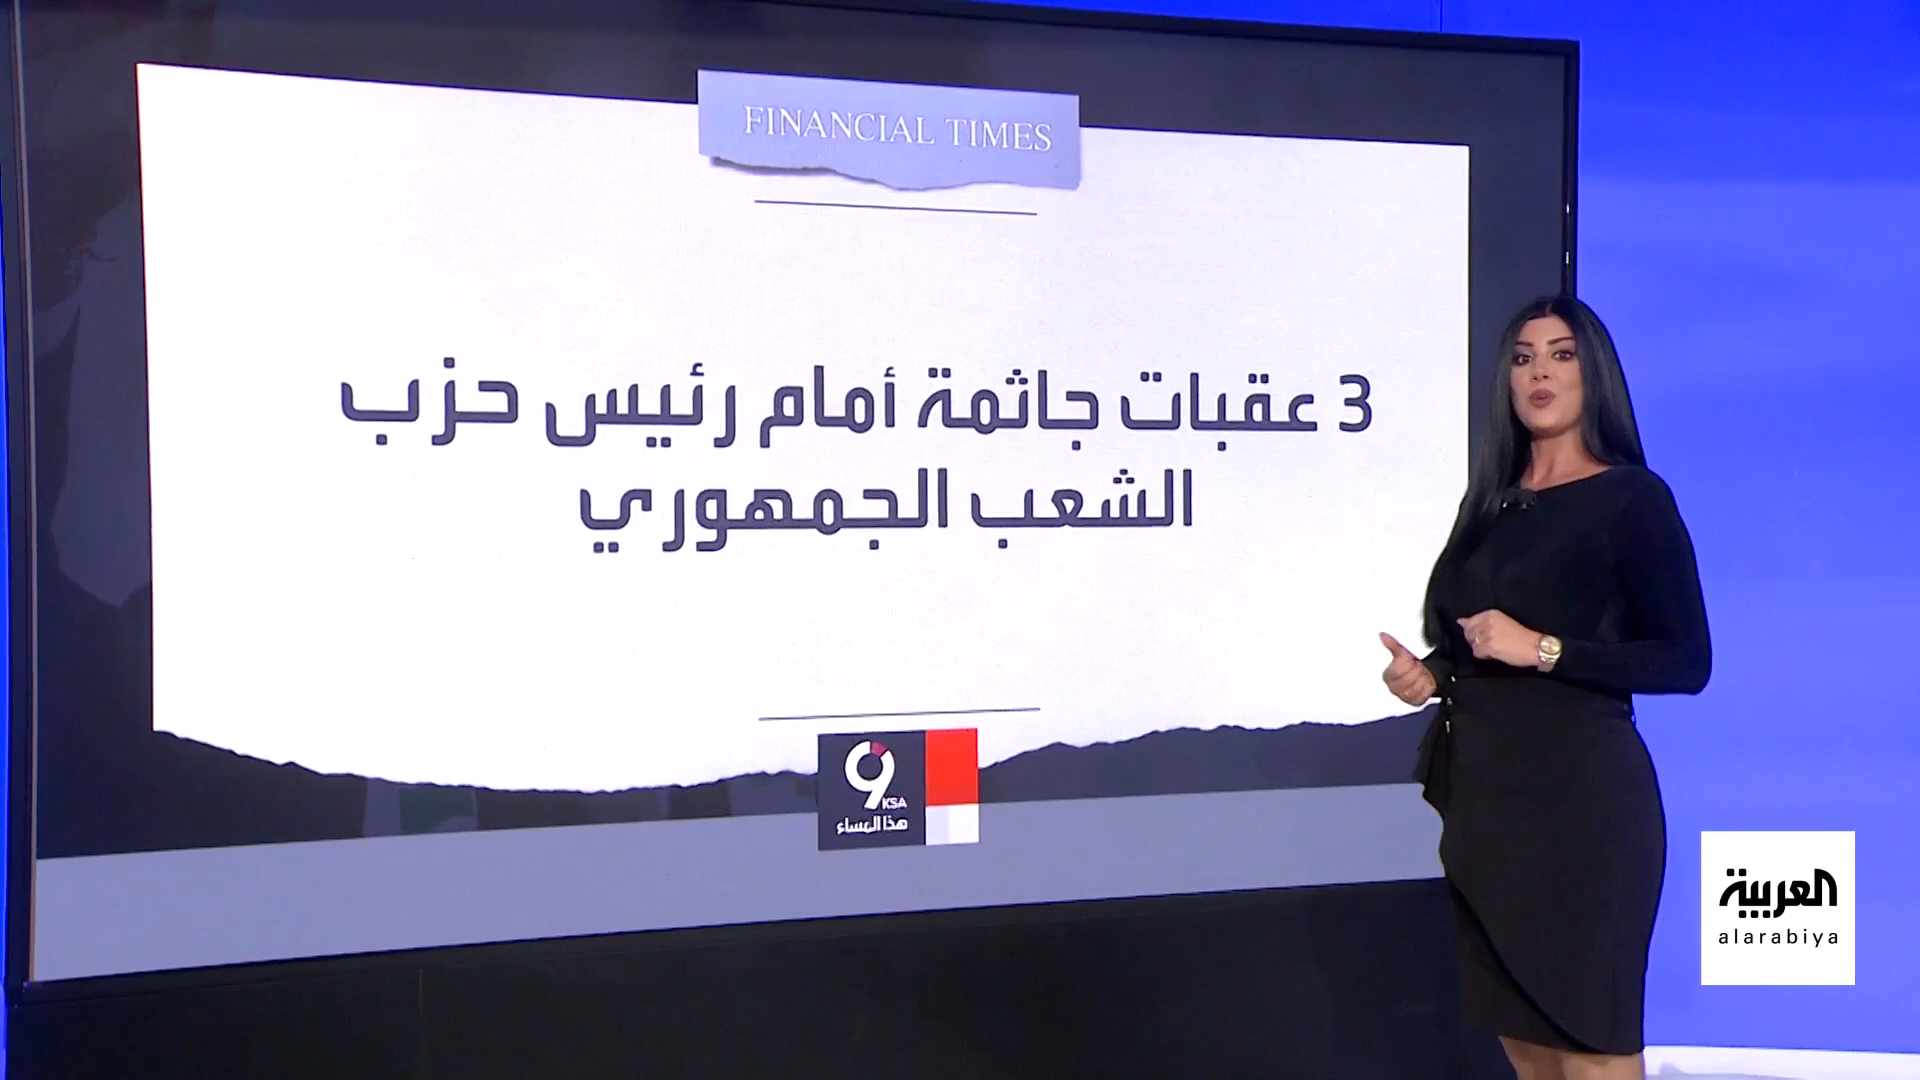 FINANCIAL TIMES
3 عقبات جاثمة أمام رئيس حزب
الشعب الجمهوري
9
KSA
هذا المساء
العربية
alarabiya